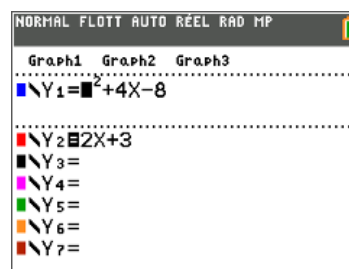 NORMAL FLOTT AUTO RÉEL RAD MP
Graph1 Graph2 Graph3
Y1=■²+4X-8
Y2=2X+3
Y3=
Y4=
Y5=
Y6=
Y7=